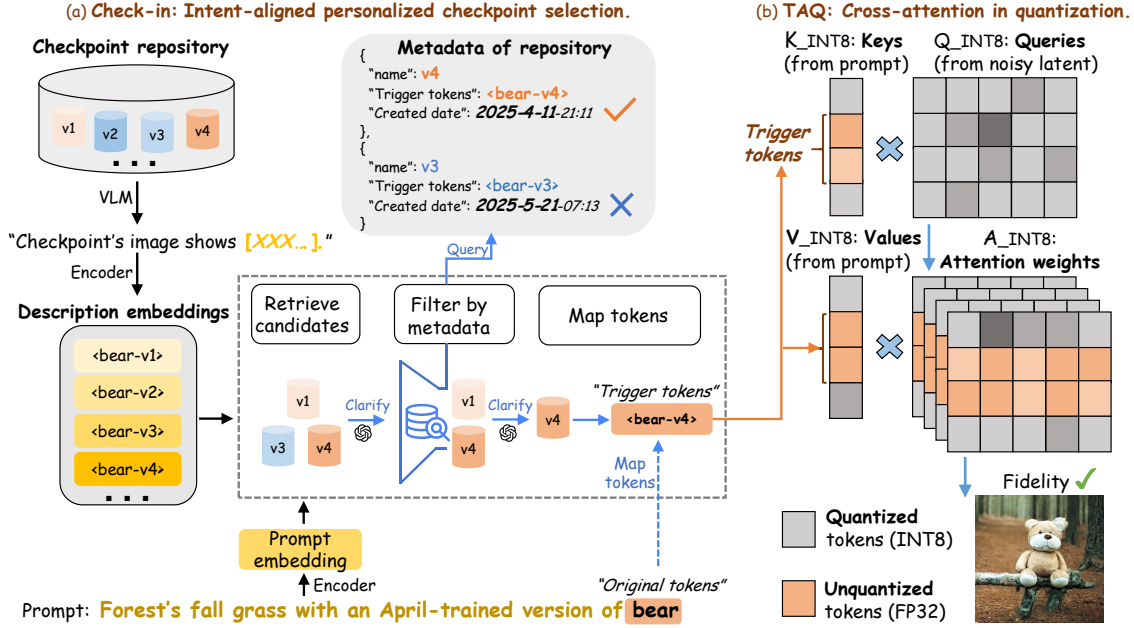 (a) Check-in: Intent-aligned personalized checkpoint selection.
Checkpoint repository
v1
v2
v3
v4
...
VLM
"Checkpoint's image shows [XXX...]."
Encoder
Description embeddings
<bear-v1>
<bear-v2>
<bear-v3>
<bear-v4>
...
Metadata of repository
{
"name": v4
"Trigger tokens": <bear-v4>
"Created date": 2025-4-11-21:11
},
{
"name": v3
"Trigger tokens": <bear-v3>
"Created date": 2025-5-21-07:13
}
Query
Retrieve
candidates
Filter by
metadata
Map tokens
v1
v3
v4
Clarify
v1
v4
Clarify
v4
"Trigger tokens"
<bear-v4>
Map
tokens
Prompt
embedding
Encoder
"Original tokens"
Prompt: Forest's fall grass with an April-trained version of bear
(b) TAQ: Cross-attention in quantization.
K_INT8: Keys
(from prompt)
Q_INT8: Queries
(from noisy latent)
Trigger
tokens
V_INT8: Values
(from prompt)
A_INT8:
Attention weights
Fidelity
Quantized
tokens (INT8)
Unquantized
tokens (FP32)